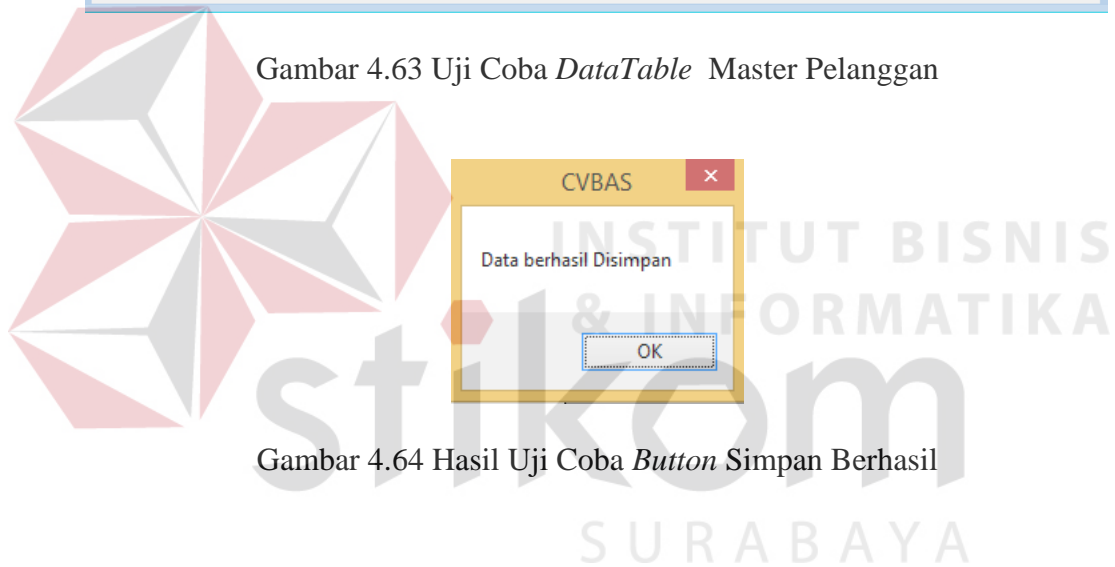 Gambar 4.63 Uji Coba DataTable Master Pelanggan
CVBAS
×
Data berhasil Disimpan
OK
INSTITUT BISNIS
& INFORMATIKA
stikom
SURABAYA
Gambar 4.64 Hasil Uji Coba Button Simpan Berhasil